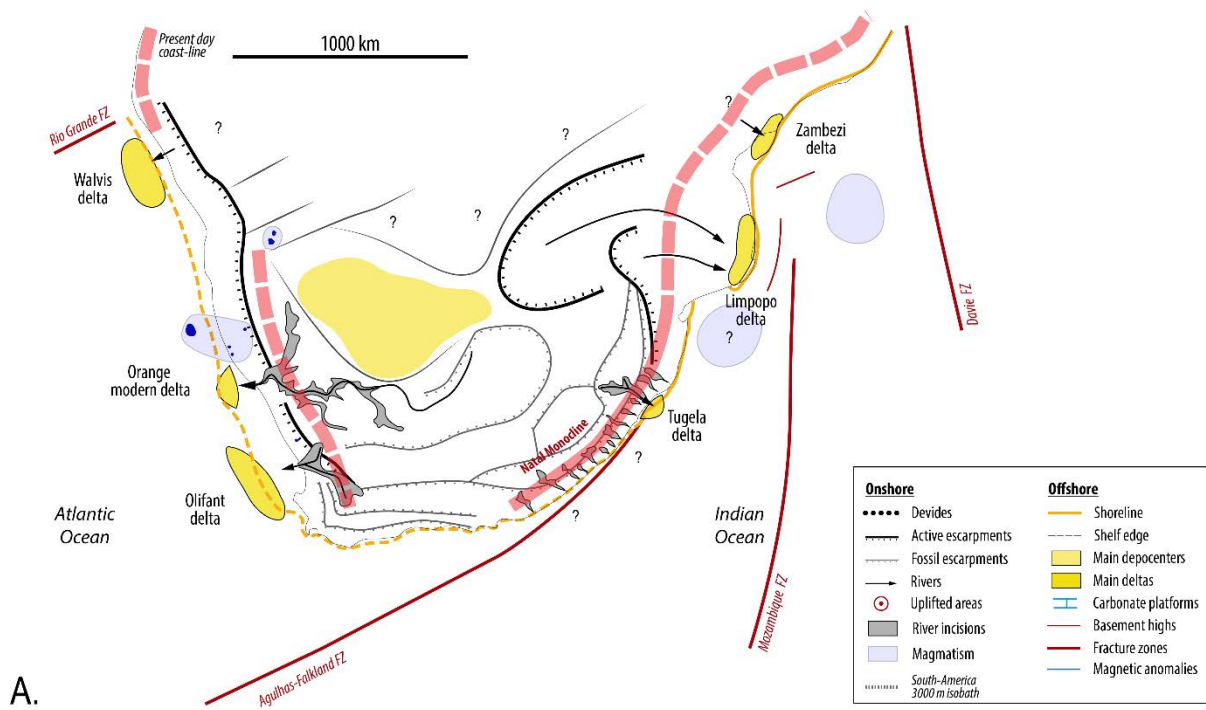 Present day
coast-line
1000 km
Rio Grande FZ
?
?
?
?
?
Walvis
delta
Zambezi
delta
Davie FZ
Limpopo
delta
?
Orange
modern delta
Tugela
delta
Natal Monocline
?
?
Olifant
delta
Atlantic
Ocean
Indian
Ocean
Mozambique FZ
Agulhas-Falkland FZ
A.
Onshore
Devides
Active escarpments
Fossil escarpments
Rivers
Uplifted areas
River incisions
Magmatism
South-America
3000 m isobath
Offshore
Shoreline
Shelf edge
Main depocenters
Main deltas
Carbonate platforms
Basement highs
Fracture zones
Magnetic anomalies